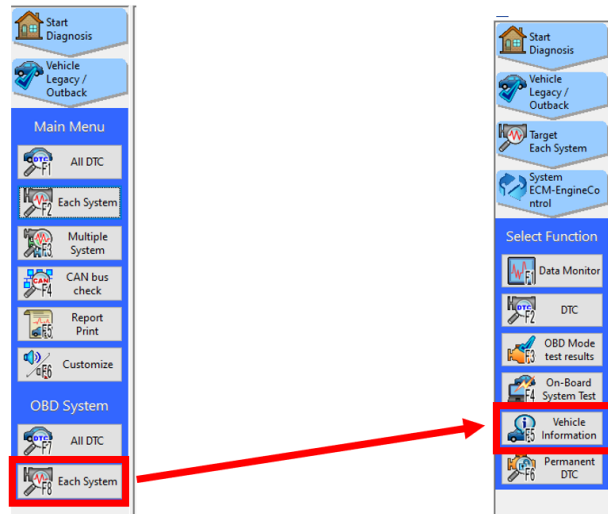 Start
Diagnosis
Vehicle
Legacy /
Outback
Main Menu
DTC
F1
All DTC
F2
Each System
F3
Multiple
System
CAN
F4
CAN bus
check
F5
Report
Print
F6
Customize
OBD System
DTC
F7
All DTC
F8
Each System
Start
Diagnosis
Vehicle
Legacy /
Outback
Target
Each System
System
ECM-EngineCo
ntrol
Select Function
F1
Data Monitor
DTC
F2
DTC
F3
OBD Mode
test results
F4
On-Board
System Test
F5
Vehicle
Information
F6
Permanent
DTC